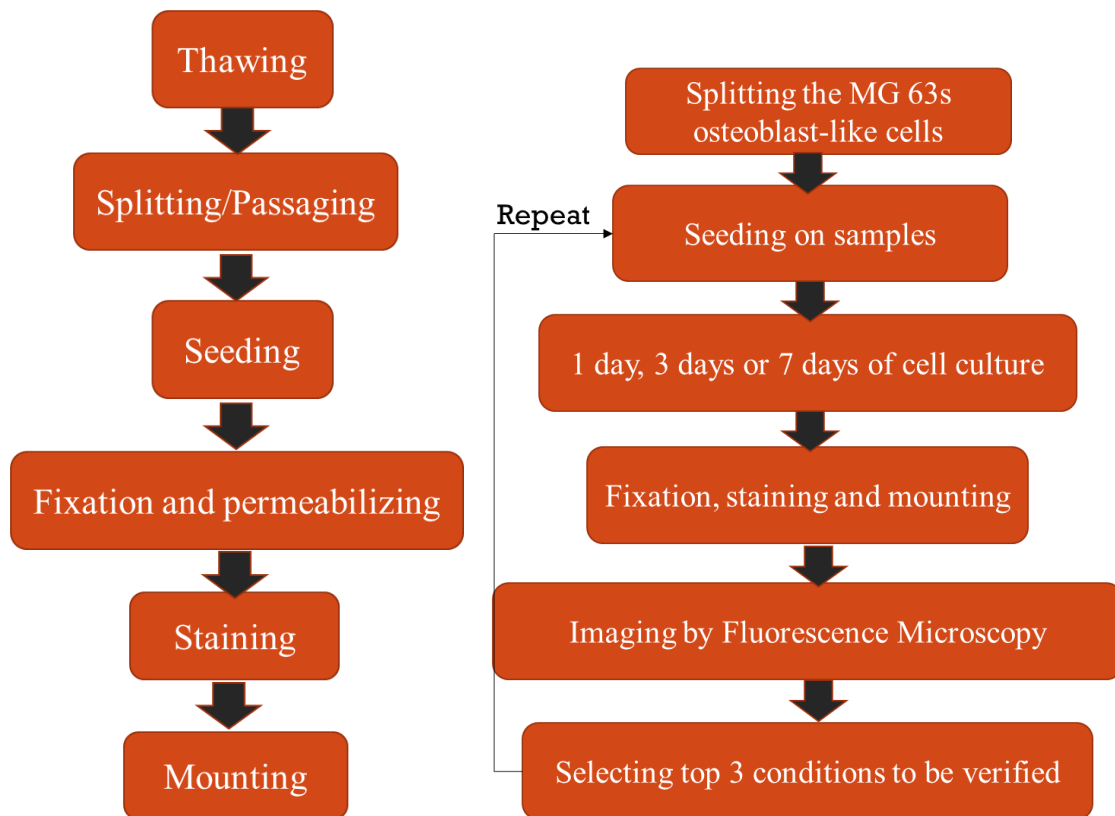 Thawing
Splitting/Passaging
Seeding
Fixation and permeabilizing
Staining
Mounting
Splitting the MG 63s
osteoblast-like cells
Repeat
Seeding on samples
1 day, 3 days or 7 days of cell culture
Fixation, staining and mounting
Imaging by Fluorescence Microscopy
Selecting top 3 conditions to be verified